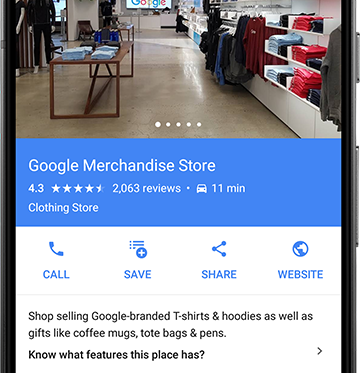 Google
Google Merchandise Store
4.3 2,063 reviews • 11 min
Clothing Store
CALL SAVE SHARE WEBSITE
Shop selling Google-branded T-shirts & hoodies as well as
gifts like coffee mugs, tote bags & pens.
Know what features this place has?